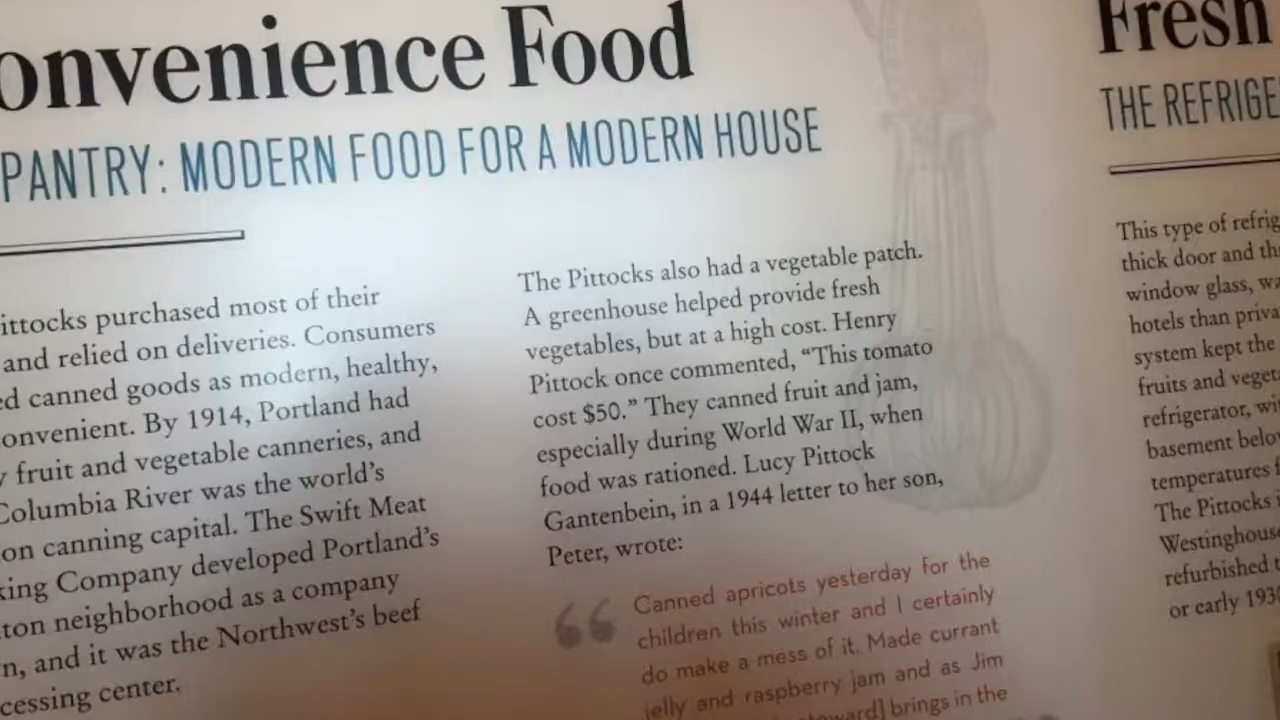 onvenience Food
PANTRY: MODERN FOOD FOR A MODERN HOUSE
ittocks purchased most of their
and relied on deliveries. Consumers
ed canned goods as modern, healthy,
onvenient. By 1914, Portland had
y fruit and vegetable canneries, and
Columbia River was the world's
on canning capital. The Swift Meat
king Company developed Portland's
ton neighborhood as a company
n, and it was the Northwest's beef
cessing center.
The Pittocks also had a vegetable patch.
A greenhouse helped provide fresh
vegetables, but at a high cost. Henry
Pittock once commented, “This tomato
cost $50.” They canned fruit and jam,
especially during World War II, when
food was rationed. Lucy Pittock
Gantenbein, in a 1944 letter to her son,
Peter, wrote:
“ Canned apricots yesterday for the
children this winter and I certainly
do make a mess of it. Made currant
jelly and raspberry jam and as Jim
teward] brings in the
Fresh
THE REFRIGE
This type of refrig
thick door and th
window glass, wa
hotels than priva
system kept the
fruits and veget
refrigerator, wi
basement belov
temperatures f
The Pittocks
Westinghouse
refurbished t
or early 193